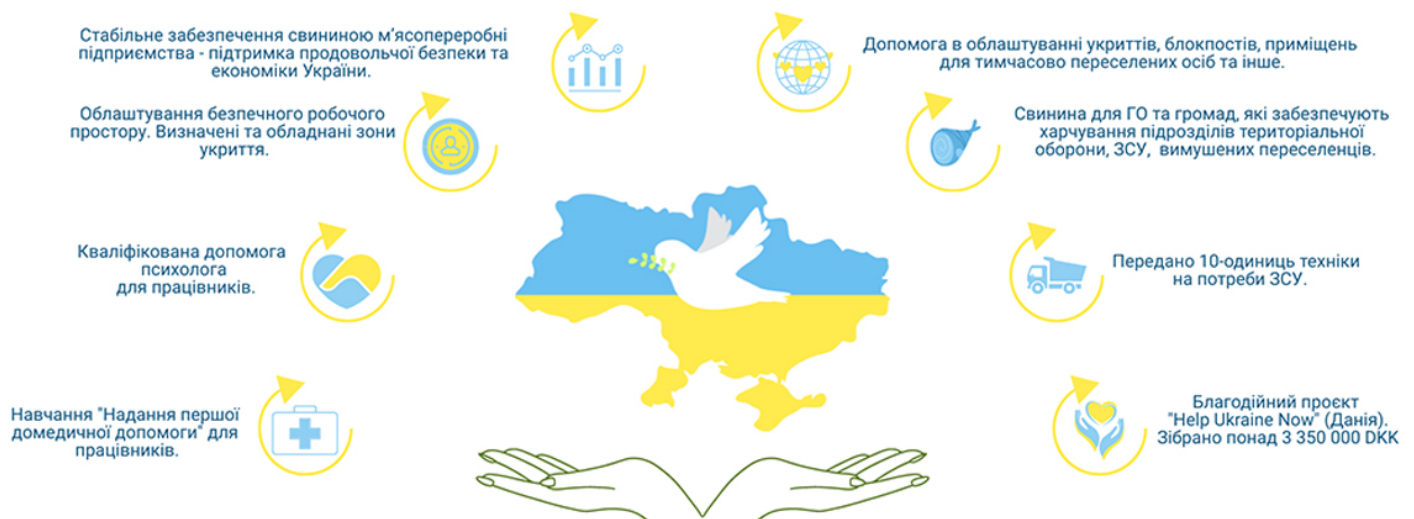 Стабільне забезпечення свининою м'ясопереробні
підприємства - підтримка продовольчої безпеки та
економіки України.
Облаштування безпечного робочого
простору. Визначені та обладнані зони
укриття.
Кваліфікована допомога
психолога
для працівників.
Навчання "Надання першої
домедичної допомоги" для
працівників.
Допомога в облаштуванні укриттів, блокпостів, приміщень
для тимчасово переселених осіб та інше.
Свинина для ГО та громад, які забезпечують
харчування підрозділів територіальної
оборони, ЗСУ, вимушених переселенців.
Передано 10-одиниць техніки
на потреби ЗСУ.
Благодійний проєкт
"Help Ukraine Now" (Данія).
Зібрано понад 3 350 000 DKK